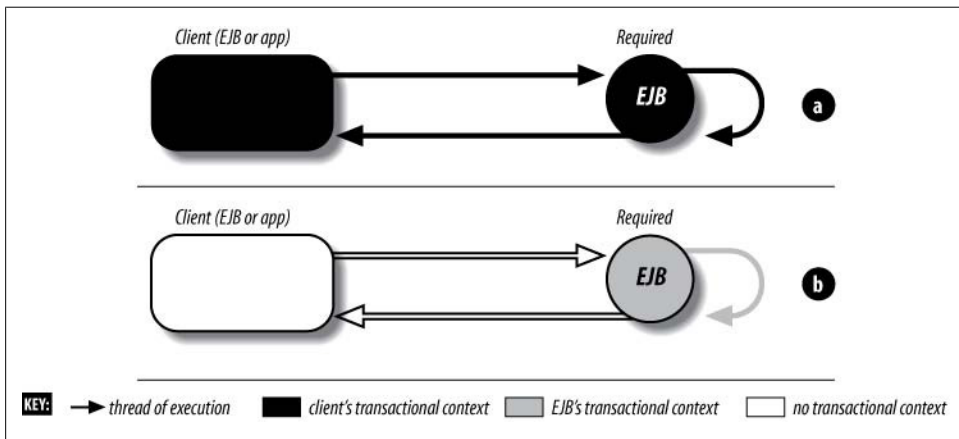 Client (EJB or app)
Required
EJB
a
Client (EJB or app)
Required
EJB
b
KEY: thread of execution client's transactional context EJB's transactional context no transactional context